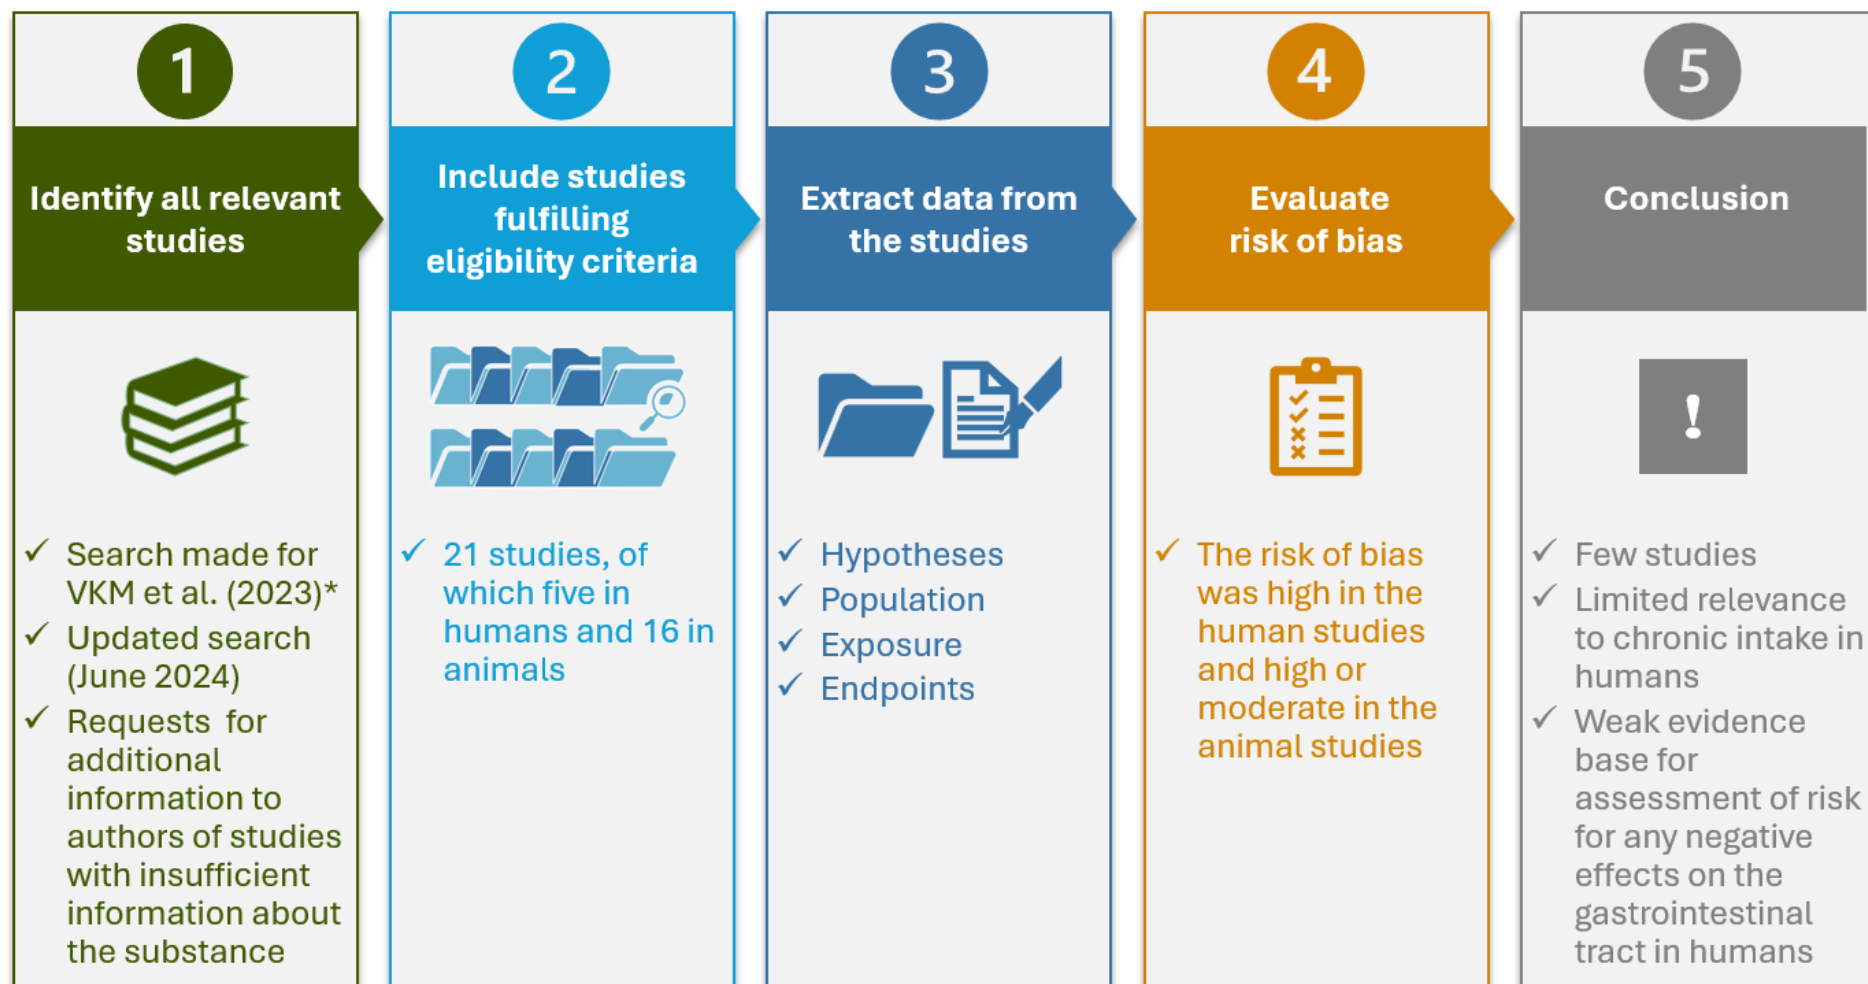 1
Identify all relevant
studies
✓ Search made for
VKM et al. (2023)*
✓ Updated search
(June 2024)
✓ Requests for
additional
information to
authors of studies
with insufficient
information about
the substance
2
Include studies
fulfilling
eligibility criteria
✓ 21 studies, of
which five in
humans and 16 in
animals
3
Extract data from
the studies
✓ Hypotheses
✓ Population
✓ Exposure
✓ Endpoints
4
Evaluate
risk of bias
✓ The risk of bias
was high in the
human studies
and high or
moderate in the
animal studies
5
Conclusion
!
✓ Few studies
✓ Limited relevance
to chronic intake in
humans
✓ Weak evidence
base for
assessment of risk
for any negative
effects on the
gastrointestinal
tract in humans